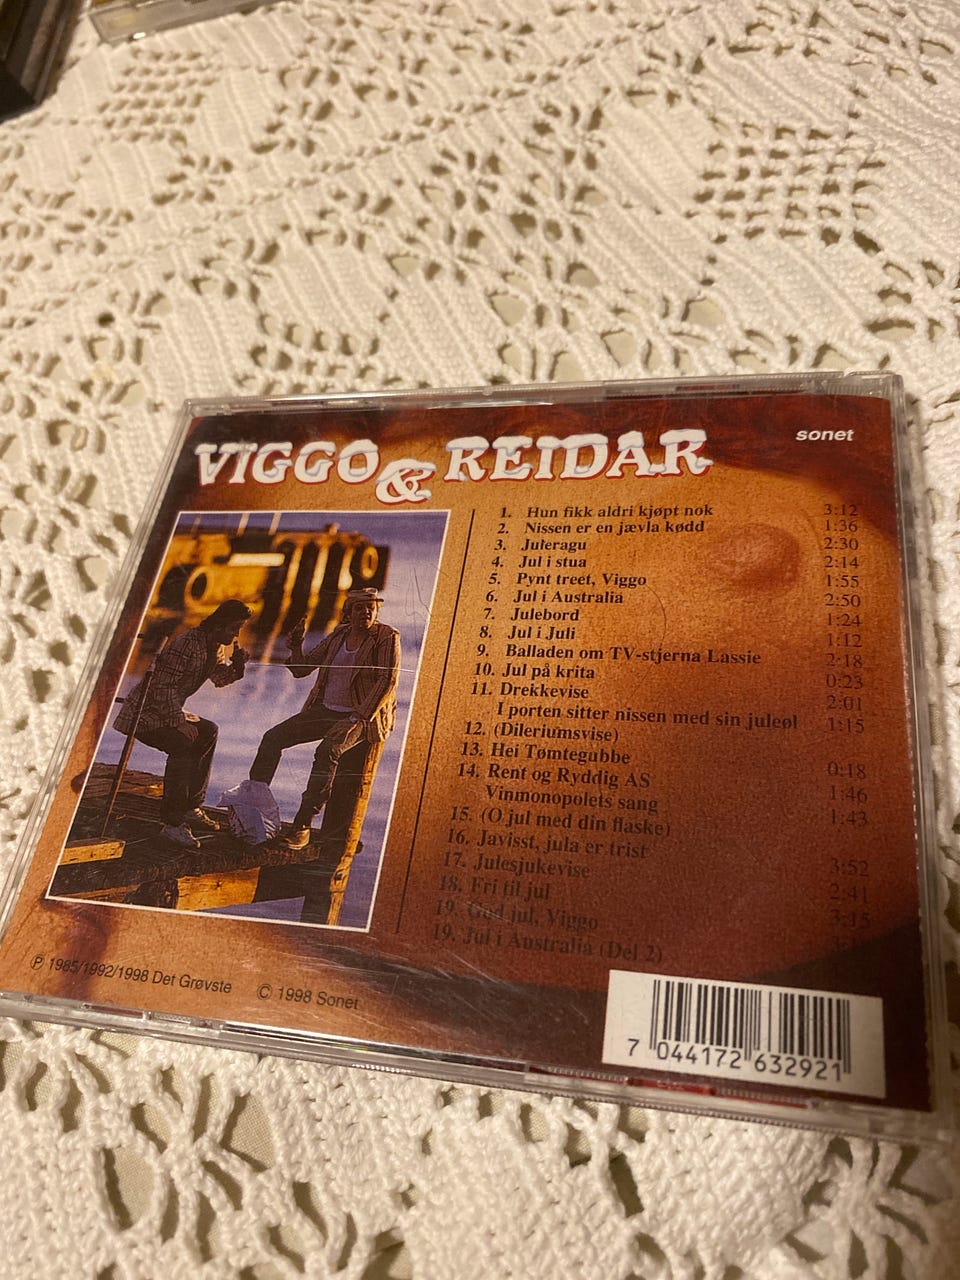 VIGGO & REIDAR
sonet
1. Hun fikk aldri kjøpt nok 3:12
2. Nissen er en jævla kødd 1:36
3. Juleragu 2:30
4. Jul i stua 2:14
5. Pynt treet, Viggo 1:55
6. Jul i Australia 2:50
7. Julebord 1:24
8. Jul i Juli 1:12
9. Balladen om TV-stjerna Lassie 2:18
10. Jul på krita 0:23
11. Drekkevise 2:01
I porten sitter nissen med sin juleøl 1:15
12. (Dileriumsvise)
13. Hei Tømtegubbe 0:18
14. Rent og Ryddig AS 1:46
Vinmonopolets sang 1:43
15. (O jul med din flaske)
16. Javisst, jula er trist
17. Julesjukevise 3:52
18. Fri til jul 2:41
19. God jul, Viggo 3:15
19. Jul i Australia (Del 2)
Ⓟ 1985/1992/1998 Det Grøvste © 1998 Sonet
7 044172 632921